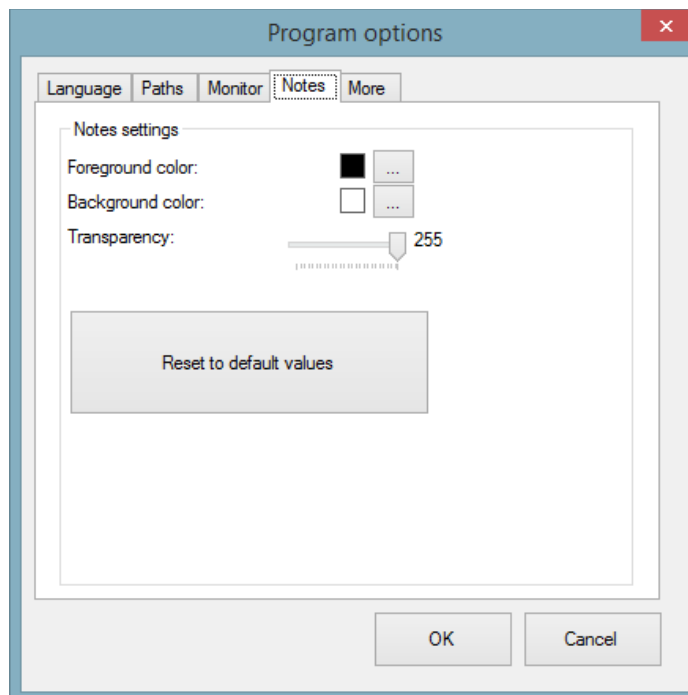 Program options
Language Paths Monitor Notes More
Notes settings
Foreground color: ...
Background color: ...
Transparency: 255
Reset to default values
OK Cancel